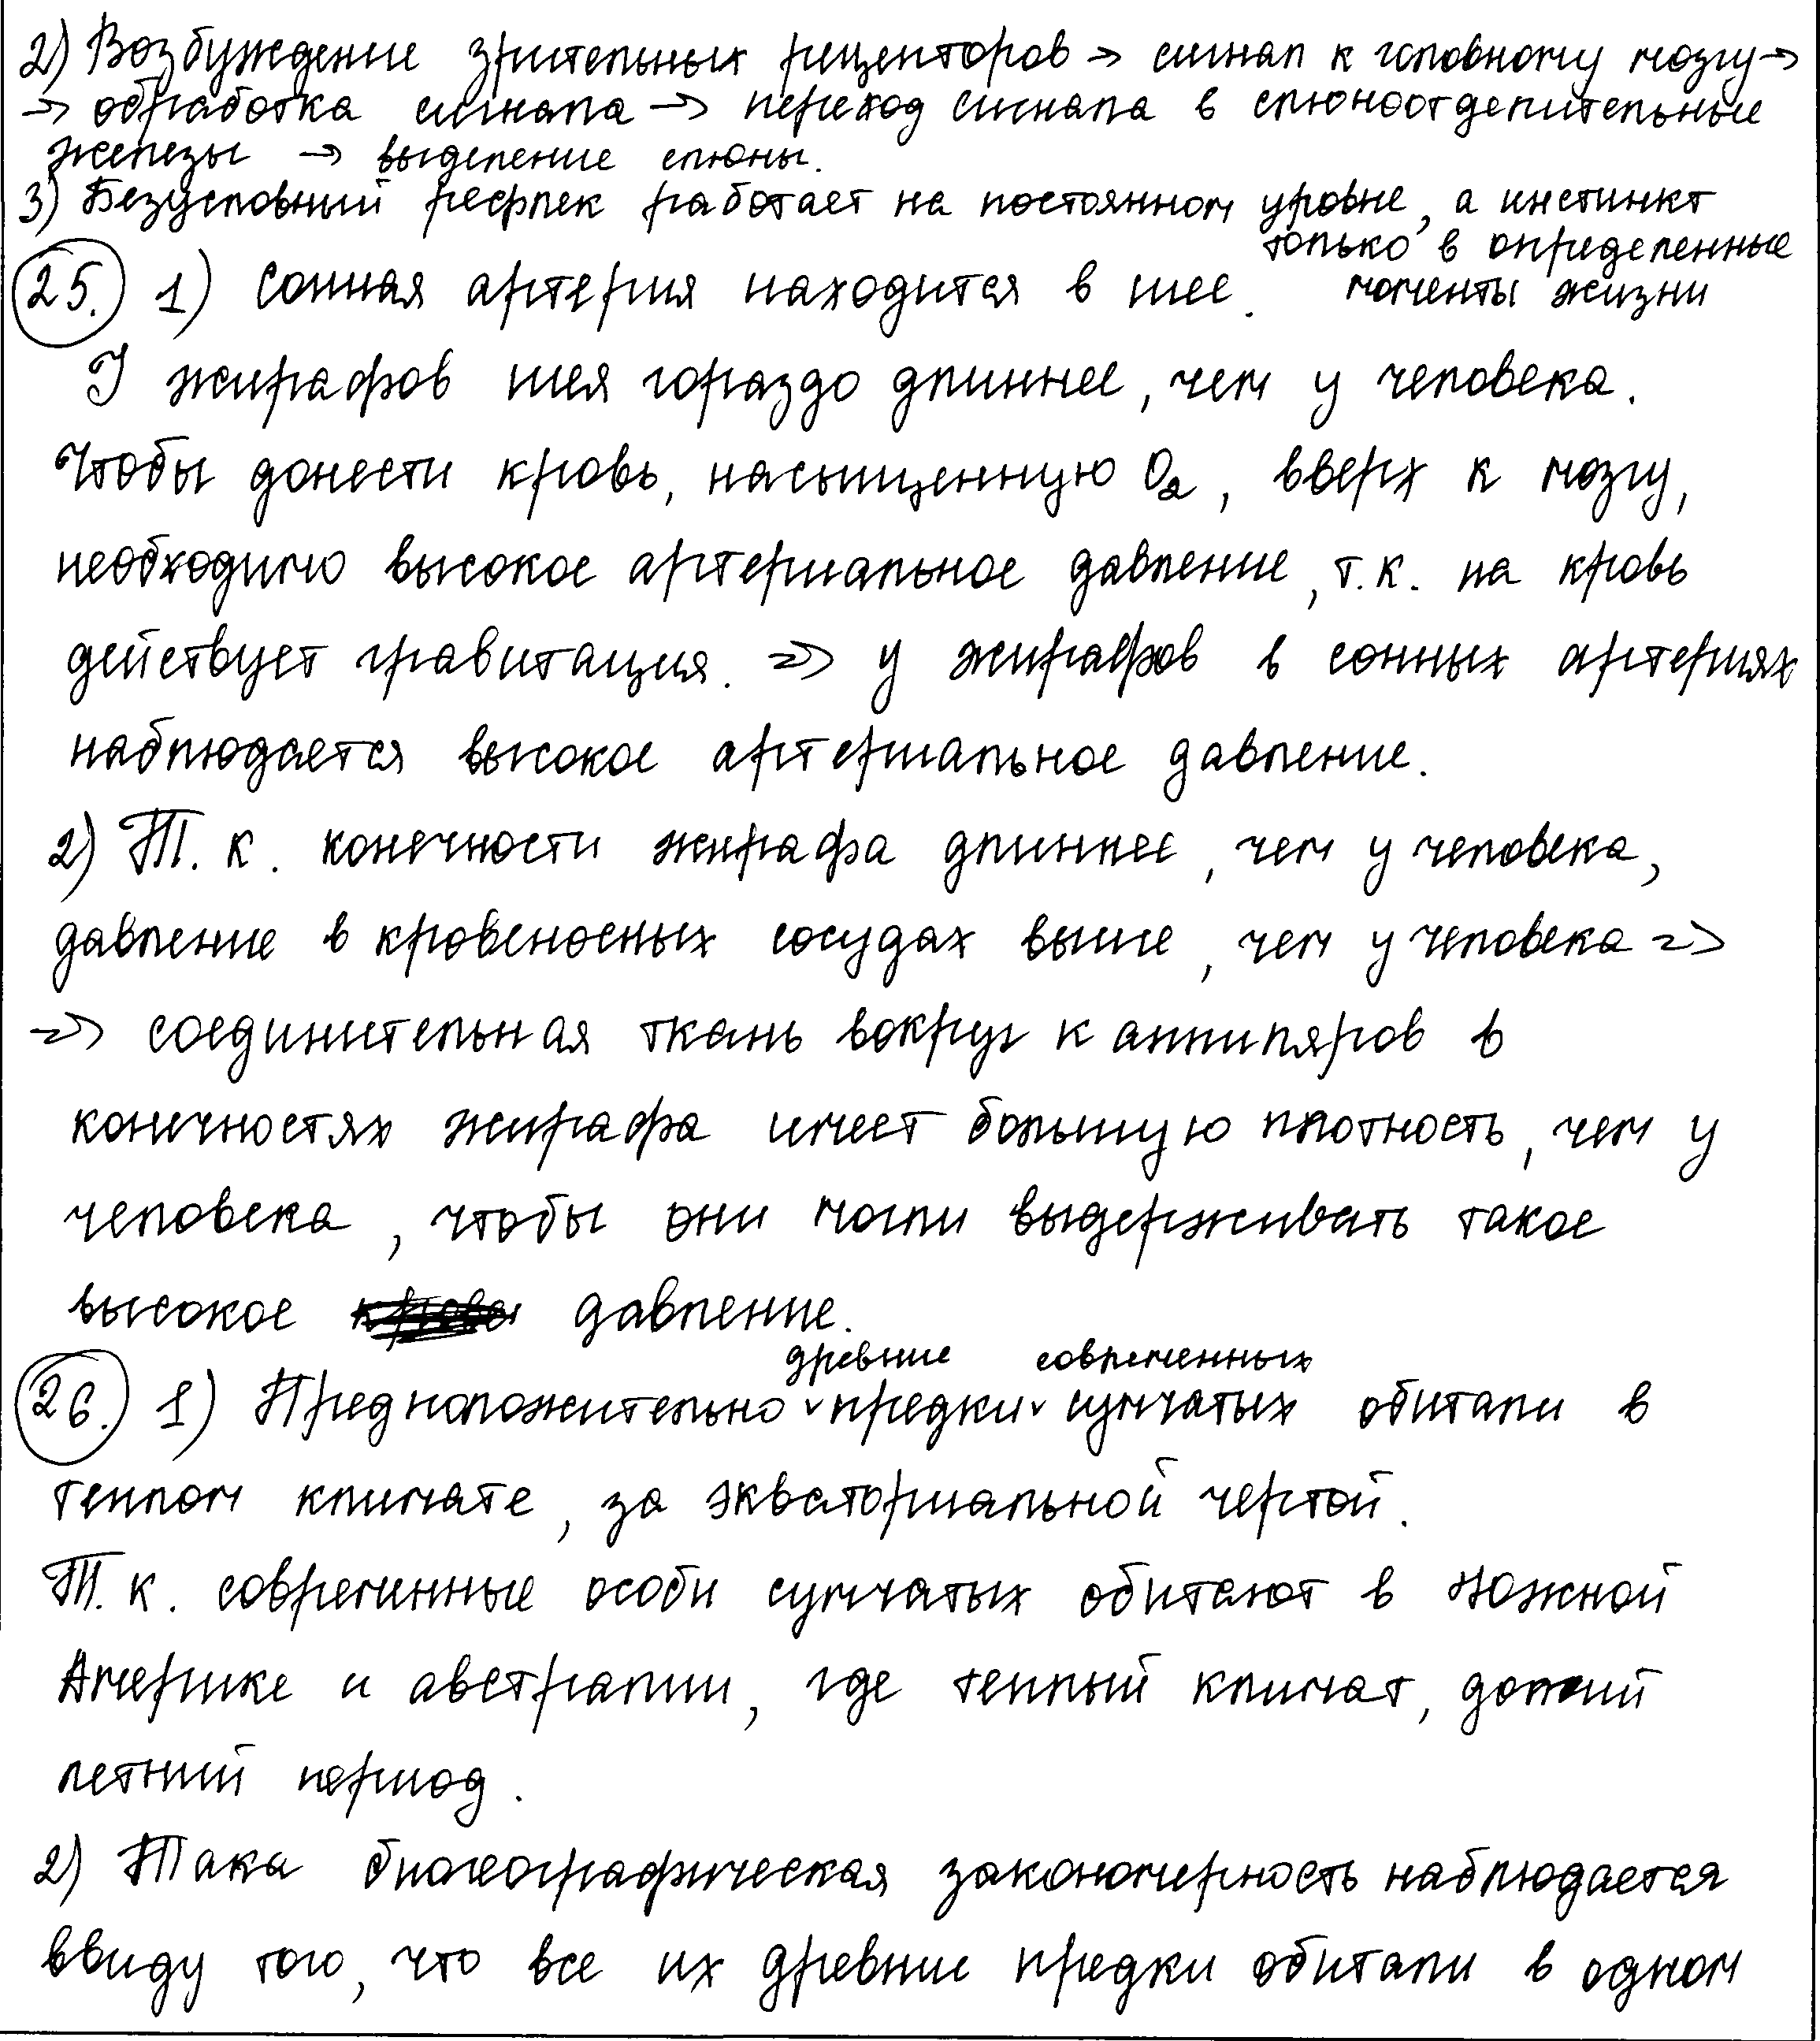 2) Возбуждение зрительных рецепторов → сигнал к головному мозгу →
→ обработка сигнала → переход сигнала в слюноотделительные
железы → выделение слюны.
3) Безусловный рефлек работает на постоянном уровне, а инстинкт
только в определенные
моменты жизни
25. 1) Сонная артерия находится в шее.
У жирафов шея гораздо длиннее, чем у человека.
Чтобы донести кровь, насыщенную O₂, вверх к мозгу,
необходимо высокое артериальное давление, т.к. на кровь
действует гравитация. => у жирафов в сонных артериях
наблюдается высокое артериальное давление.
2) Т. к. конечности жирафа длиннее, чем у человека,
давление в кровеносных сосудах выше, чем у человека =>
=> соединительная ткань вокруг капилляров в
конечностях жирафа имеет большую плотность, чем у
человека, чтобы они могли выдерживать такое
высокое давление.
древние современных
26. 1) Предположительно предки сумчатых обитали в
теплом климате, за экваториальной чертой.
Т. к. современные особи сумчатых обитают в Южной
Америке и австралии, где теплый климат, долгий
летний период.
2) Така биогеографическая закономерность наблюдается
ввиду того, что все их древние предки обитали в одном